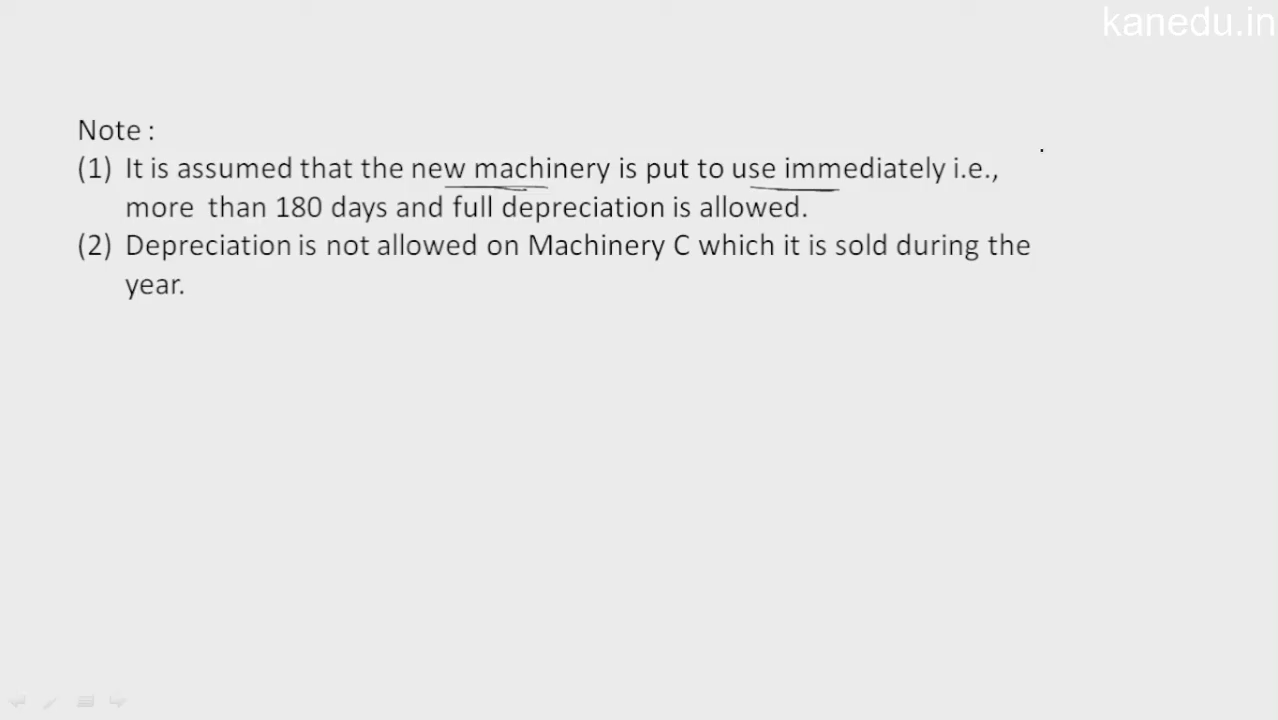 kanedu.in
Note :
(1) It is assumed that the new machinery is put to use immediately i.e.,
more than 180 days and full depreciation is allowed.
(2) Depreciation is not allowed on Machinery C which it is sold during the
year.